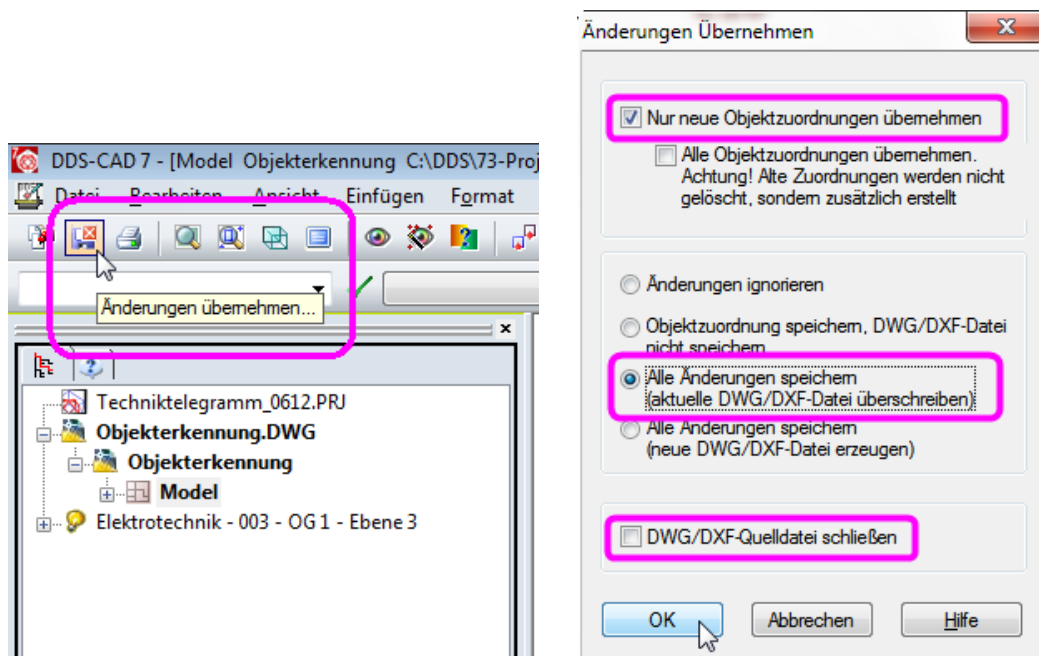 DDS-CAD 7 - [Model Objekterkennung C:\DDS\73-Proj
Datei Bearbeiten Ansicht Einfügen Format
Änderungen übernehmen...
Techniktelegramm_0612.PRJ
Objekterkennung.DWG
Objekterkennung
Model
Elektrotechnik - 003 - OG 1 - Ebene 3
Änderungen Übernehmen
Nur neue Objektzuordnungen übernehmen
Alle Objektzuordnungen übernehmen.
Achtung! Alte Zuordnungen werden nicht
gelöscht, sondern zusätzlich erstellt
Änderungen ignorieren
Objektzuordnung speichern, DWG/DXF-Datei
nicht speichern
Alle Änderungen speichern
(aktuelle DWG/DXF-Datei überschreiben)
Alle Änderungen speichern
(neue DWG/DXF-Datei erzeugen)
DWG/DXF-Quelldatei schließen
OK Abbrechen Hilfe